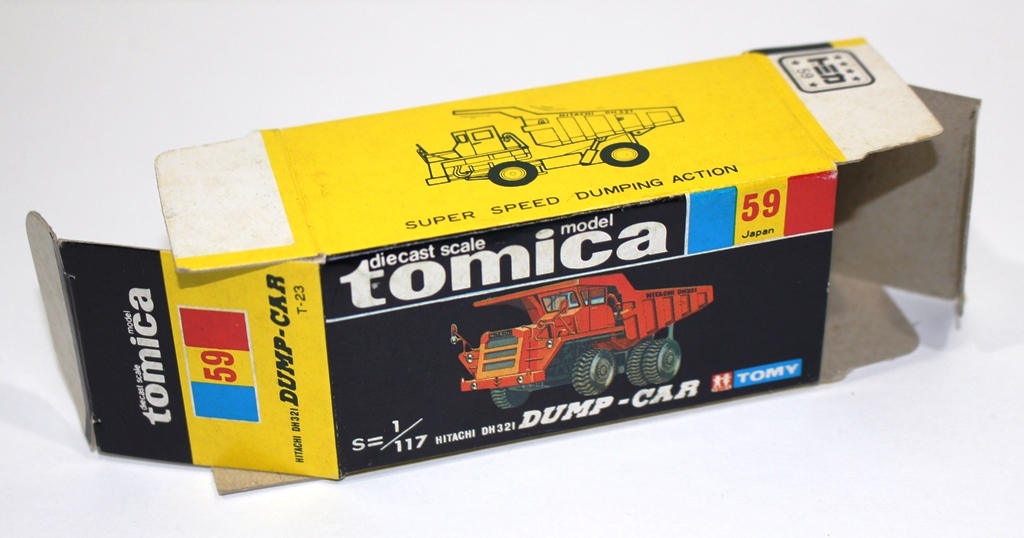 HITACHI DH321
SUPER SPEED DUMPING ACTION
59
diecast scale model
tomica
59
Japan
HITACHI DH321
S=1/117 HITACHI DH321 DUMP-CAR
TOMY
diecast scale model
tomica
59
HITACHI DH321 DUMP-CAR
T-23